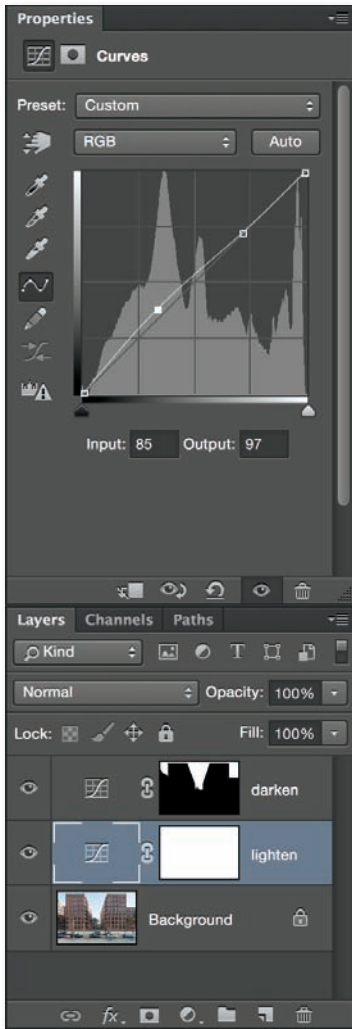 Properties
Curves
Preset: Custom
RGB Auto
Input: 85 Output: 97
Layers Channels Paths
Kind T
Normal Opacity: 100%
Lock: Fill: 100%
darken
lighten
Background
fx.